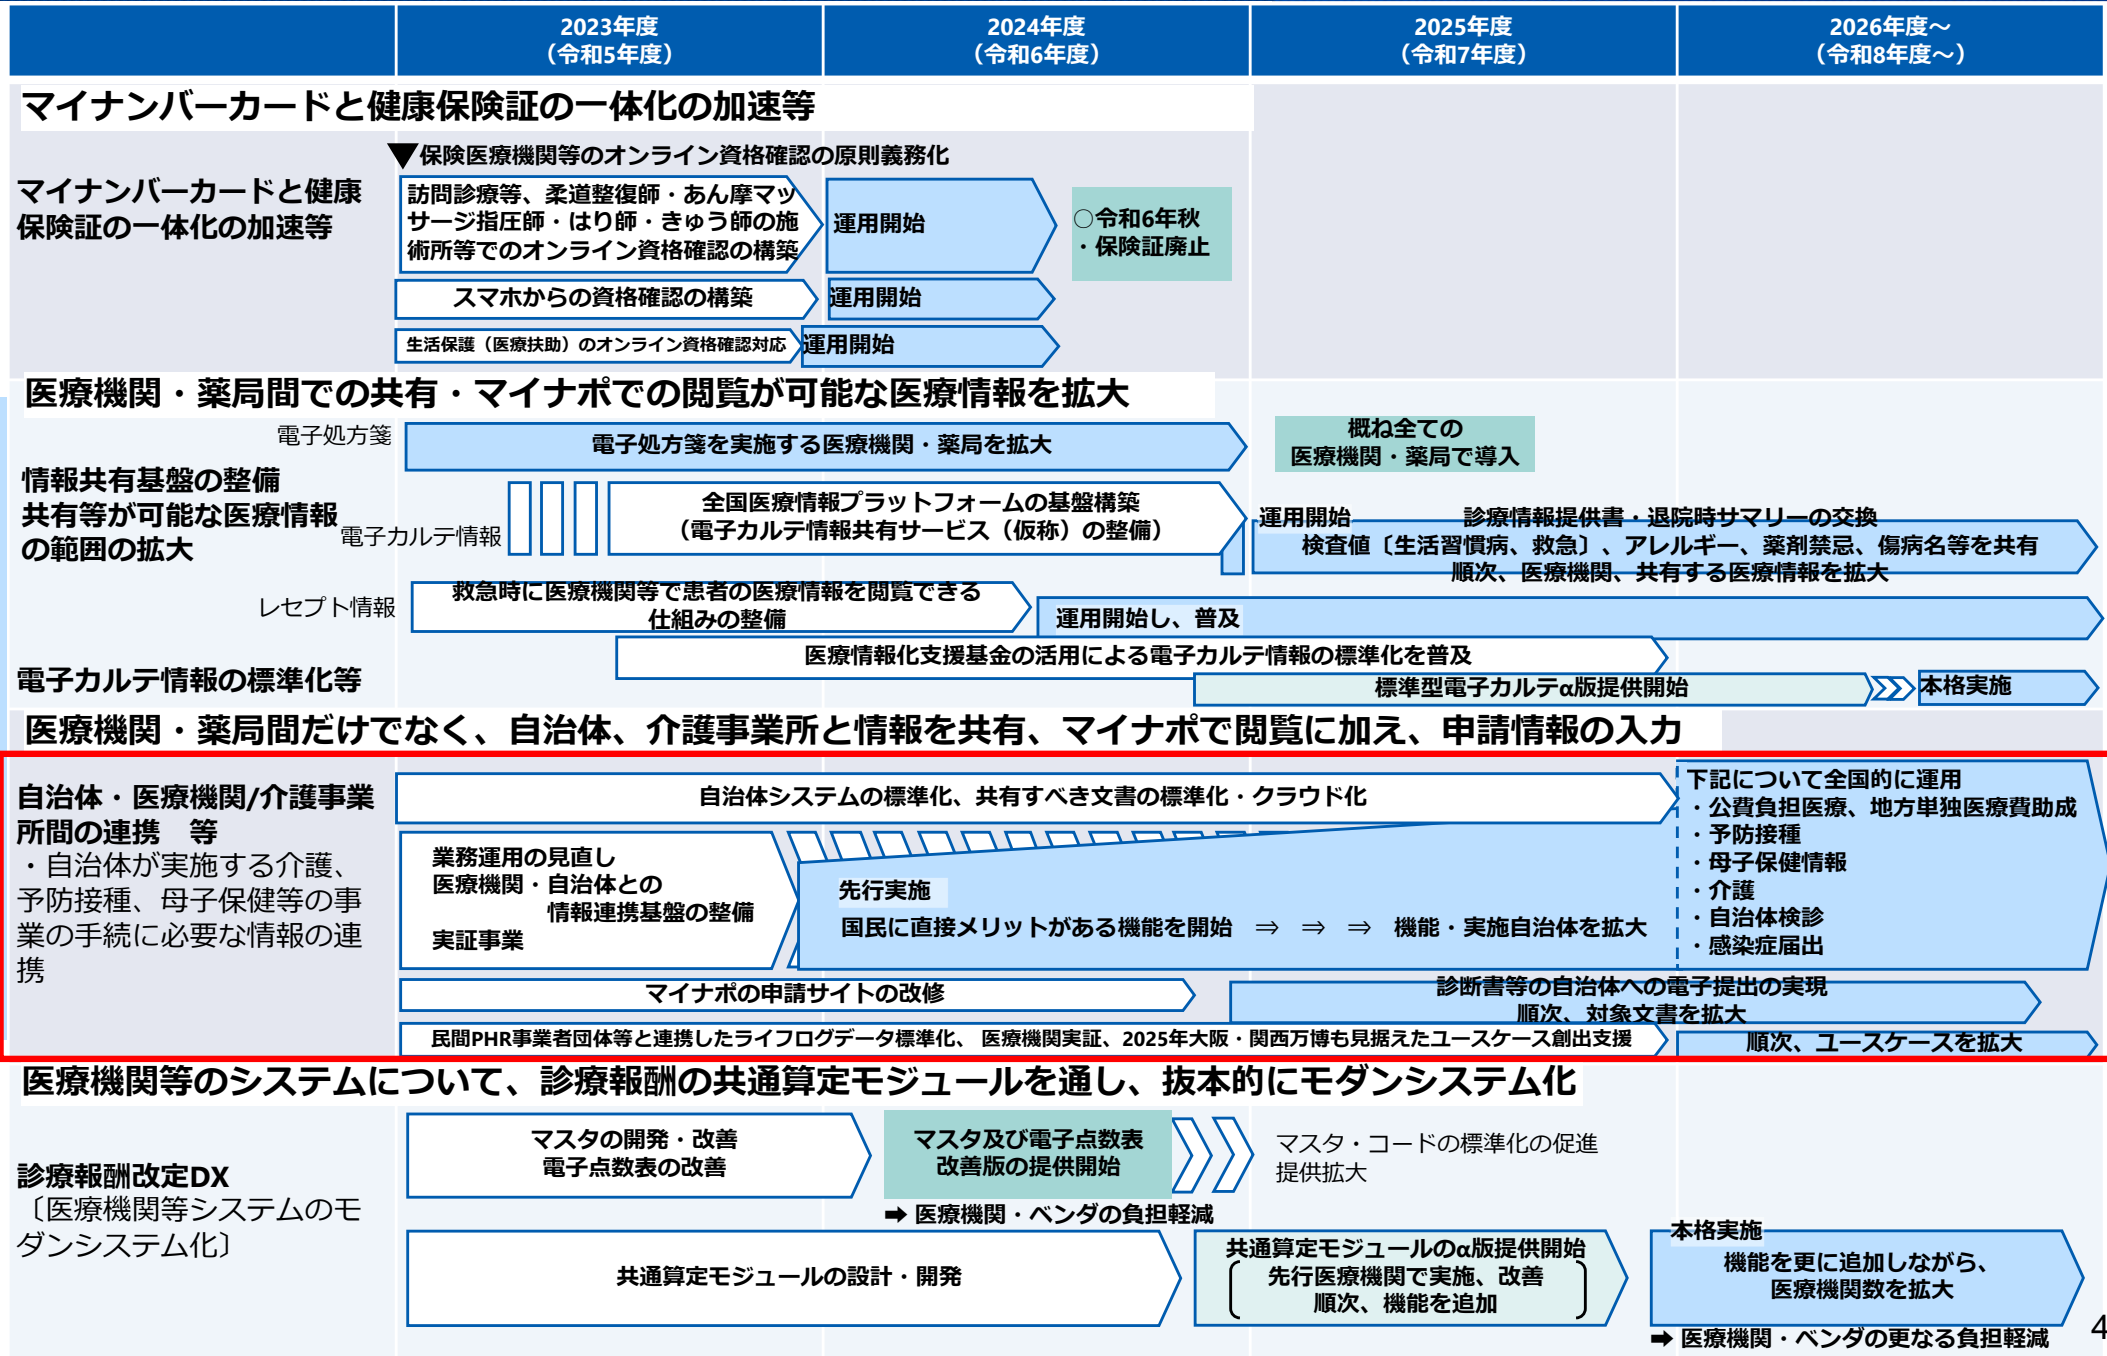 2023年度
（令和5年度）
2024年度
（令和6年度）
2025年度
（令和7年度）
2026年度～
（令和8年度～）
マイナンバーカードと健康保険証の一体化の加速等
▼保険医療機関等のオンライン資格確認の原則義務化
マイナンバーカードと健康
保険証の一体化の加速等
訪問診療等、柔道整復師・あん摩マッ
サージ指圧師・はり師・きゅう師の施
術所等でのオンライン資格確認の構築
運用開始
○令和6年秋
・保険証廃止
スマホからの資格確認の構築
運用開始
生活保護（医療扶助）のオンライン資格確認対応
運用開始
医療機関・薬局間での共有・マイナポでの閲覧が可能な医療情報を拡大
電子処方箋
電子処方箋を実施する医療機関・薬局を拡大
概ね全ての
医療機関・薬局で導入
情報共有基盤の整備
共有等が可能な医療情報
の範囲の拡大
電子カルテ情報
全国医療情報プラットフォームの基盤構築
（電子カルテ情報共有サービス（仮称）の整備）
運用開始
診療情報提供書・退院時サマリーの交換
検査値〔生活習慣病、救急〕、アレルギー、薬剤禁忌、傷病名等を共有
順次、医療機関、共有する医療情報を拡大
レセプト情報
救急時に医療機関等で患者の医療情報を閲覧できる
仕組みの整備
運用開始し、普及
電子カルテ情報の標準化等
医療情報化支援基金の活用による電子カルテ情報の標準化を普及
標準型電子カルテα版提供開始
本格実施
医療機関・薬局間だけでなく、自治体、介護事業所と情報を共有、マイナポで閲覧に加え、申請情報の入力
自治体・医療機関/介護事業
所間の連携　等
・自治体が実施する介護、
予防接種、母子保健等の事
業の手続に必要な情報の連
携
自治体システムの標準化、共有すべき文書の標準化・クラウド化
業務運用の見直し
医療機関・自治体との
情報連携基盤の整備
実証事業
先行実施
国民に直接メリットがある機能を開始　⇒　⇒　⇒　機能・実施自治体を拡大
下記について全国的に運用
・公費負担医療、地方単独医療費助成
・予防接種
・母子保健情報
・介護
・自治体検診
・感染症届出
マイナポの申請サイトの改修
診断書等の自治体への電子提出の実現
順次、対象文書を拡大
民間PHR事業者団体等と連携したライフログデータ標準化、 医療機関実証、2025年大阪・関西万博も見据えたユースケース創出支援
順次、ユースケースを拡大
医療機関等のシステムについて、診療報酬の共通算定モジュールを通し、抜本的にモダンシステム化
診療報酬改定DX
〔医療機関等システムのモ
ダンシステム化〕
マスタの開発・改善
電子点数表の改善
マスタ及び電子点数表
改善版の提供開始
マスタ・コードの標準化の促進
提供拡大
➡ 医療機関・ベンダの負担軽減
共通算定モジュールの設計・開発
共通算定モジュールのα版提供開始
先行医療機関で実施、改善
順次、機能を追加
本格実施
機能を更に追加しながら、
医療機関数を拡大
➡ 医療機関・ベンダの更なる負担軽減
4